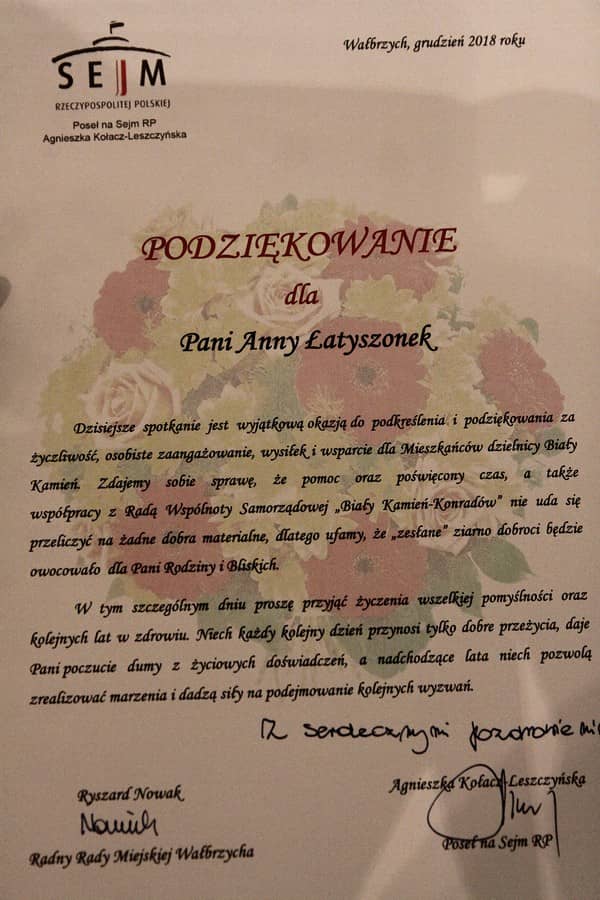 Wałbrzych, grudzień 2018 roku
SEJM
RZECZYPOSPOLITEJ POLSKIEJ
Poseł na Sejm RP
Agnieszka Kołacz-Leszczyńska
PODZIĘKOWANIE
dla
Pani Anny Łatyszonek
Dzisiejsze spotkanie jest wyjątkową okazją do podkreślenia i podziękowania za
życzliwość, osobiste zaangażowanie, wysiłek i wsparcie dla Mieszkańców dzielnicy Biały
Kamień. Zdajemy sobie sprawę, że pomoc oraz poświęcony czas, a także
współpracy z Radą Wspólnoty Samorządowej „Biały Kamień-Konradów” nie uda się
przeliczyć na żadne dobra materialne, dlatego ufamy, że „zesłane” ziarno dobroci będzie
owocowało dla Pani Rodziny i Bliskich.
W tym szczególnym dniu proszę przyjąć życzenia wszelkiej pomyślności oraz
kolejnych lat w zdrowiu. Niech każdy kolejny dzień przynosi tylko dobre przeżycia, daje
Pani poczucie dumy z życiowych doświadczeń, a nadchodzące lata niech pozwolą
zrealizować marzenia i dadzą siły na podejmowanie kolejnych wyzwań.
Z serdecznymi
Ryszard Nowak
Nowak
Radny Rady Miejskiej Wałbrzycha
Agnieszka Kołacz-Leszczyńska
Poseł na Sejm RP